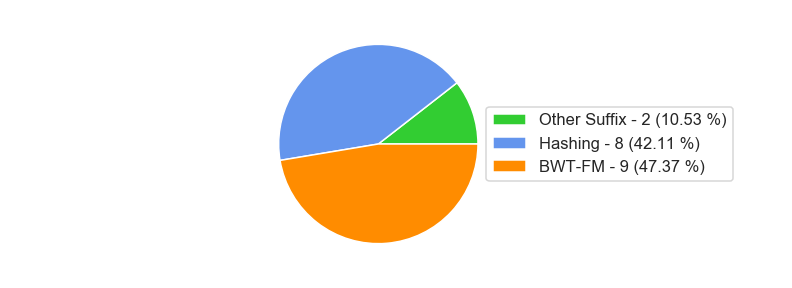 Other Suffix - 2 (10.53 %)
Hashing - 8 (42.11 %)
BWT-FM - 9 (47.37 %)